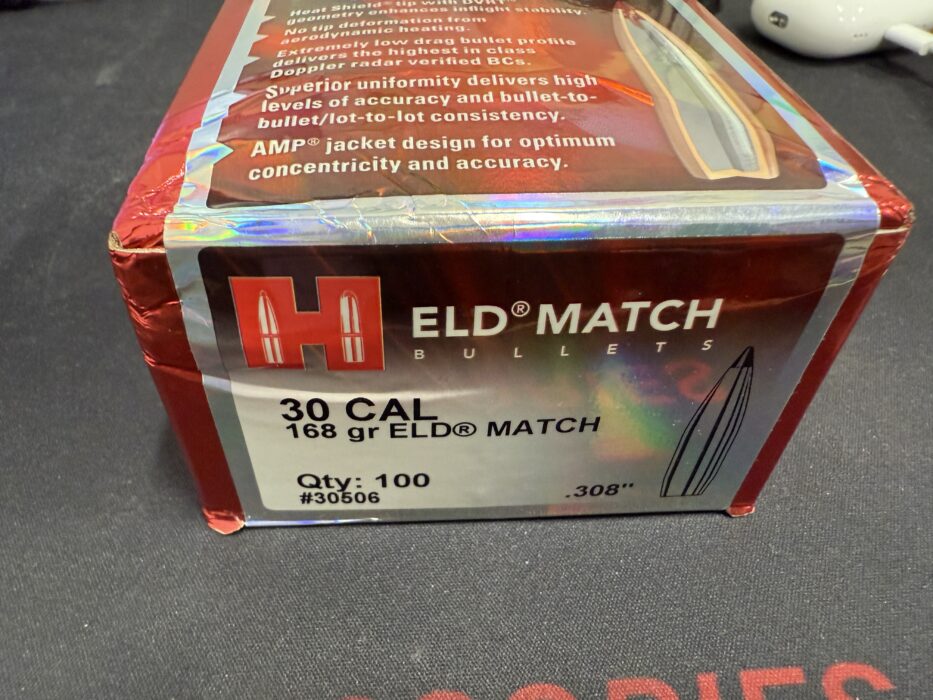 Heat Shield® tip with DVRT™
geometry enhances inflight stability.
No tip deformation from
aerodynamic heating.
Extremely low drag bullet profile
delivers the highest in class
Doppler radar verified BCs.
Superior uniformity delivers high
levels of accuracy and bullet-to-
bullet/lot-to-lot consistency.
AMP® jacket design for optimum
concentricity and accuracy.
H
ELD® MATCH
BULLETS
30 CAL
168 gr ELD® MATCH
Qty: 100
#30506
.308"